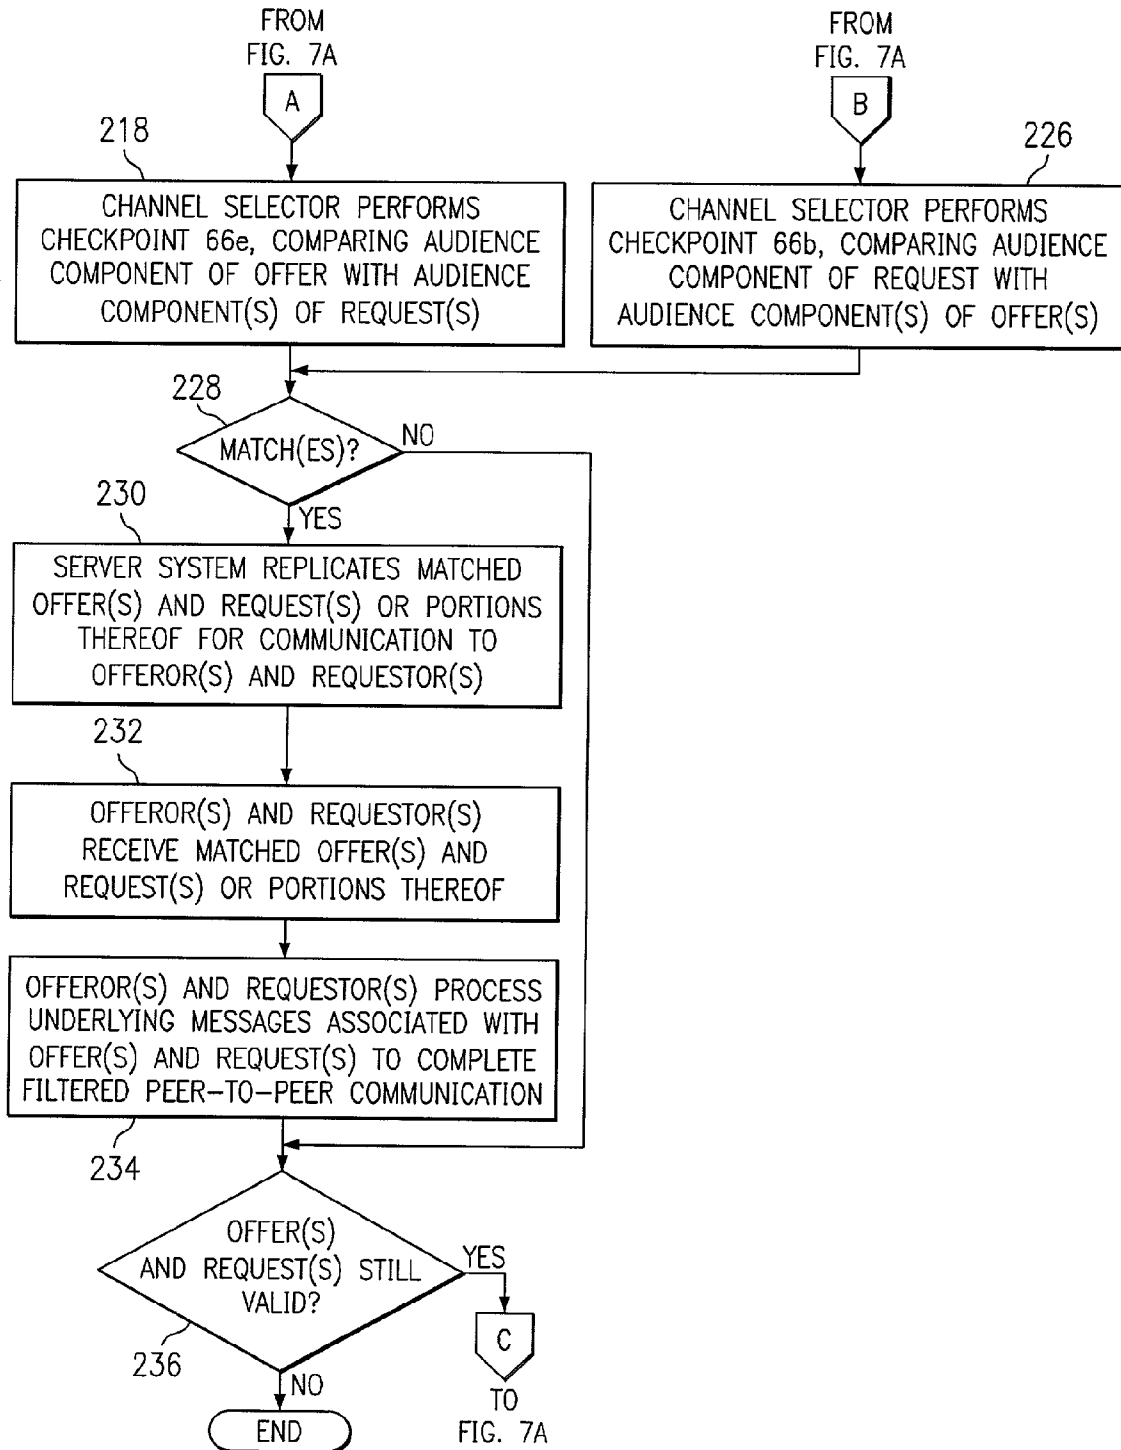 FROM
FIG. 7A
A
FROM
FIG. 7A
B
218
CHANNEL SELECTOR PERFORMS
CHECKPOINT 66e, COMPARING AUDIENCE
COMPONENT OF OFFER WITH AUDIENCE
COMPONENT(S) OF REQUEST(S)
226
CHANNEL SELECTOR PERFORMS
CHECKPOINT 66b, COMPARING AUDIENCE
COMPONENT OF REQUEST WITH
AUDIENCE COMPONENT(S) OF OFFER(S)
228
MATCH(ES)?
NO
YES
230
SERVER SYSTEM REPLICATES MATCHED
OFFER(S) AND REQUEST(S) OR PORTIONS
THEREOF FOR COMMUNICATION TO
OFFEROR(S) AND REQUESTOR(S)
232
OFFEROR(S) AND REQUESTOR(S)
RECEIVE MATCHED OFFER(S) AND
REQUEST(S) OR PORTIONS THEREOF
OFFEROR(S) AND REQUESTOR(S) PROCESS
UNDERLYING MESSAGES ASSOCIATED WITH
OFFER(S) AND REQUEST(S) TO COMPLETE
FILTERED PEER-TO-PEER COMMUNICATION
234
OFFER(S)
AND REQUEST(S) STILL
VALID?
YES
236
NO
END
C
TO
FIG. 7A